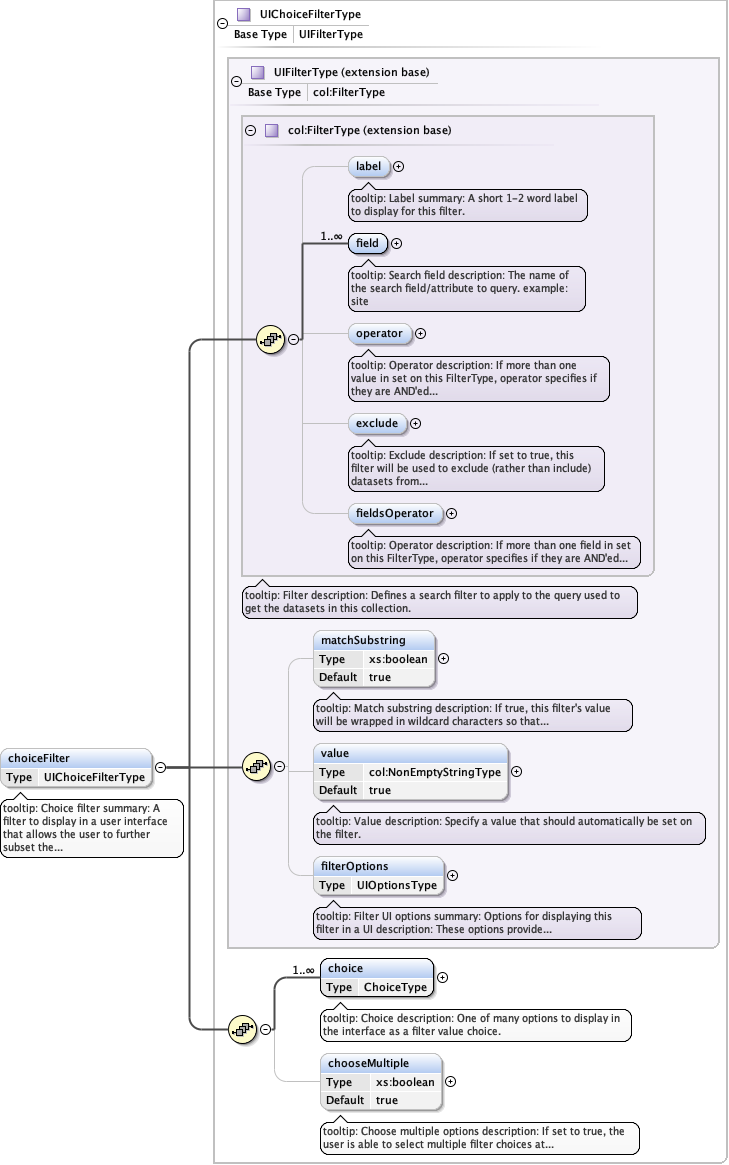 UIChoiceFilterType
Base Type UIFilterType
UIFilterType (extension base)
Base Type col:FilterType
col:FilterType (extension base)
label
tooltip: Label summary: A short 1-2 word label
to display for this filter.
1..∞
field
tooltip: Search field description: The name of
the search field/attribute to query. example:
site
operator
tooltip: Operator description: If more than one
value in set on this FilterType, operator specifies if
they are AND'ed...
exclude
tooltip: Exclude description: If set to true, this
filter will be used to exclude (rather than include)
datasets from...
fieldsOperator
tooltip: Operator description: If more than one field in set
on this FilterType, operator specifies if they are AND'ed...
tooltip: Filter description: Defines a search filter to apply to the query used to
get the datasets in this collection.
matchSubstring
Type xs:boolean
Default true
tooltip: Match substring description: If true, this filter's value
will be wrapped in wildcard characters so that...
value
Type col:NonEmptyStringType
Default true
tooltip: Value description: Specify a value that should automatically be set on
the filter.
filterOptions
Type UIOptionsType
tooltip: Filter UI options summary: Options for displaying this
filter in a UI description: These options provide...
choiceFilter
Type UIChoiceFilterType
tooltip: Choice filter summary: A
filter to display in a user interface
that allows the user to further
subset the...
1..∞
choice
Type ChoiceType
tooltip: Choice description: One of many options to display in
the interface as a filter value choice.
chooseMultiple
Type xs:boolean
Default true
tooltip: Choose multiple options description: If set to true, the
user is able to select multiple filter choices at...